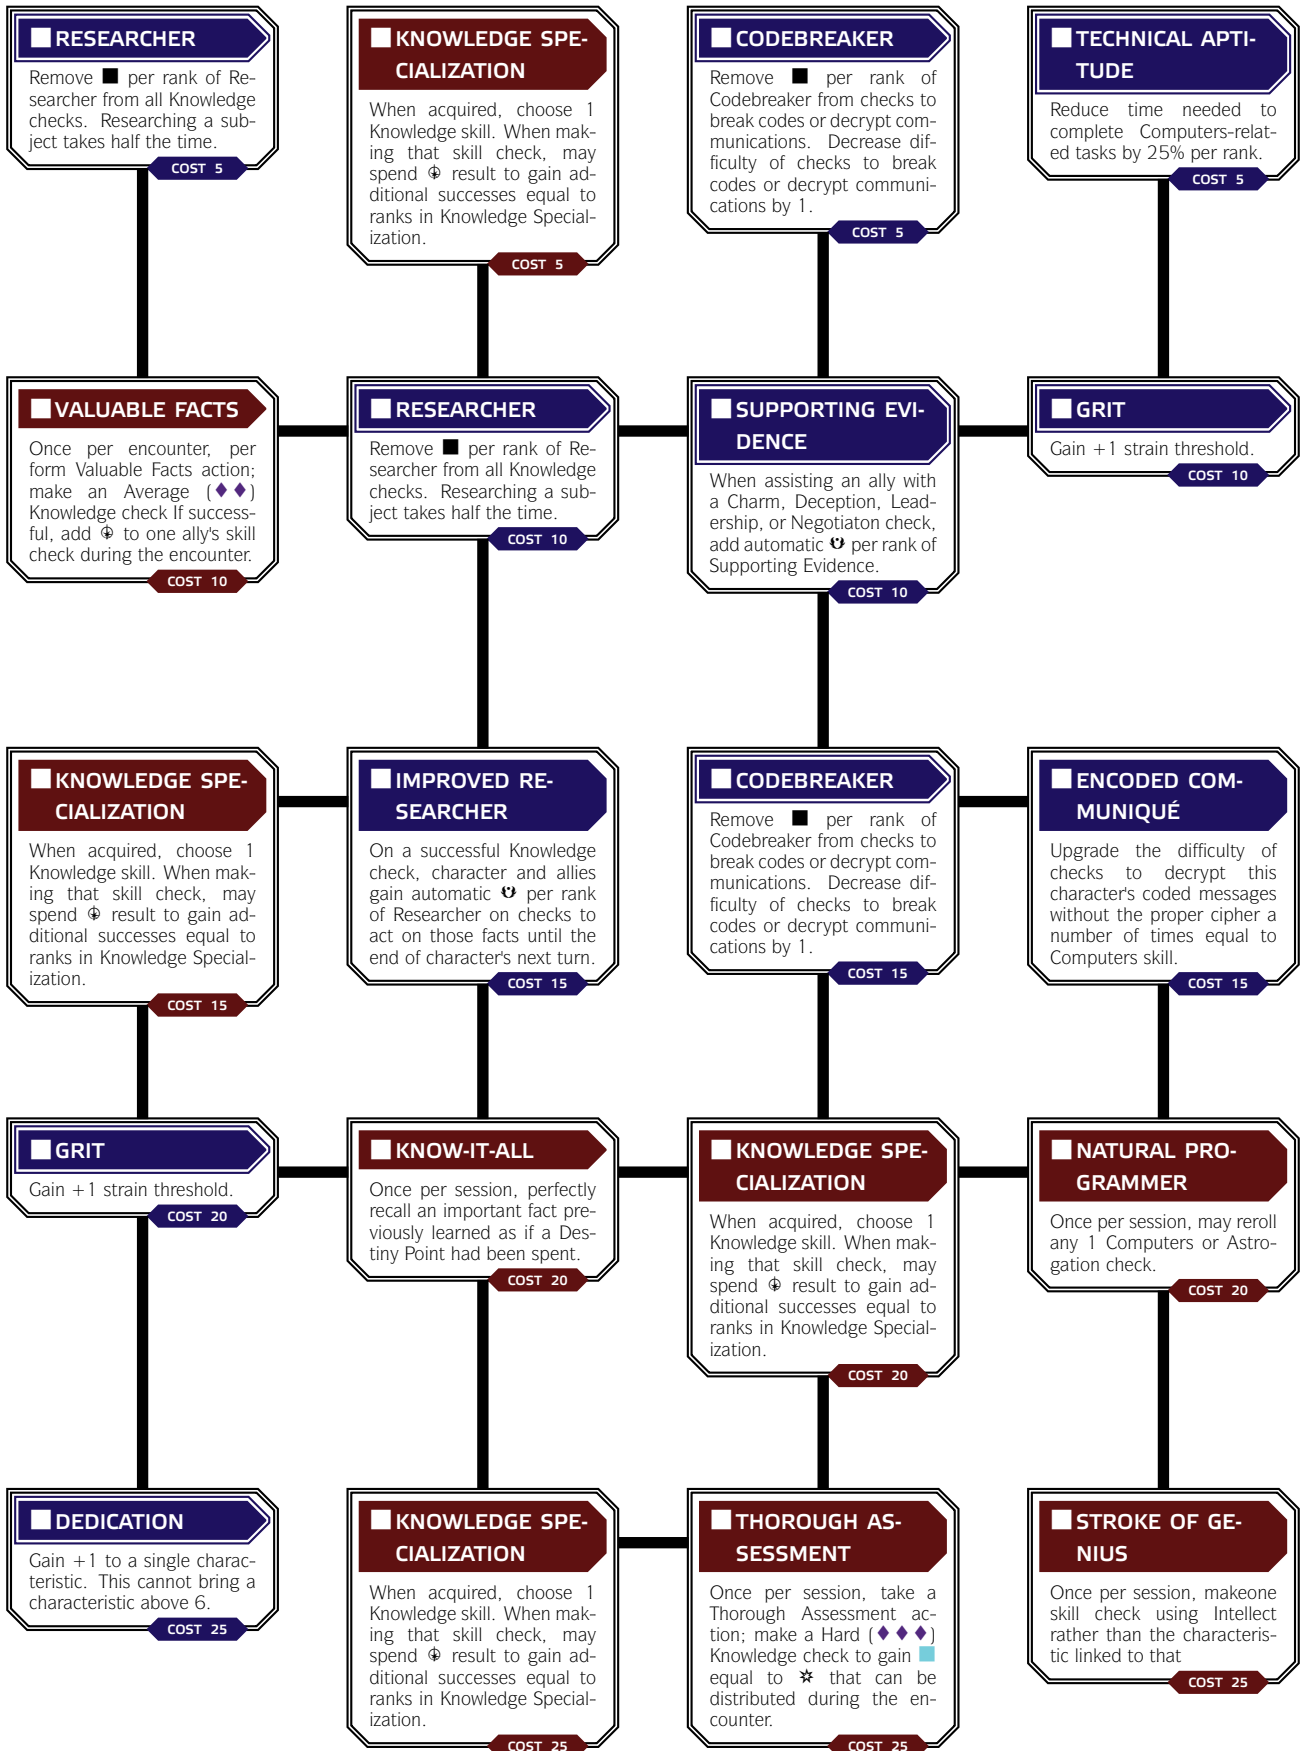 RESEARCHER
Remove ■ per rank of Re-
searcher from all Knowledge
checks. Researching a sub-
ject takes half the time.
COST 5
KNOWLEDGE SPE-
CIALIZATION
When acquired, choose 1
Knowledge skill. When mak-
ing that skill check, may
spend result to gain ad-
ditional successes equal to
ranks in Knowledge Special-
ization.
COST 5
CODEBREAKER
Remove ■ per rank of
Codebreaker from checks to
break codes or decrypt com-
munications. Decrease dif-
ficulty of checks to break
codes or decrypt communi-
cations by 1.
COST 5
TECHNICAL APTI-
TUDE
Reduce time needed to
complete Computers-relat-
ed tasks by 25% per rank.
COST 5
VALUABLE FACTS
Once per encounter, per
form Valuable Facts action;
make an Average (♦ ♦)
Knowledge check If success-
ful, add to one ally's skill
check during the encounter.
COST 10
RESEARCHER
Remove ■ per rank of Re-
searcher from all Knowledge
checks. Researching a sub-
ject takes half the time.
COST 10
SUPPORTING EVI-
DENCE
When assisting an ally with
a Charm, Deception, Lead-
ership, or Negotiaton check,
add automatic per rank of
Supporting Evidence.
COST 10
GRIT
Gain +1 strain threshold.
COST 10
KNOWLEDGE SPE-
CIALIZATION
When acquired, choose 1
Knowledge skill. When mak-
ing that skill check, may
spend result to gain ad-
ditional successes equal to
ranks in Knowledge Special-
ization.
COST 15
IMPROVED RE-
SEARCHER
On a successful Knowledge
check, character and allies
gain automatic per rank
of Researcher on checks to
act on those facts until the
end of character's next turn.
COST 15
CODEBREAKER
Remove ■ per rank of
Codebreaker from checks to
break codes or decrypt com-
munications. Decrease dif-
ficulty of checks to break
codes or decrypt communi-
cations by 1.
COST 15
ENCODED COM-
MUNIQUÉ
Upgrade the difficulty of
checks to decrypt this
character's coded messages
without the proper cipher a
number of times equal to
Computers skill.
COST 15
GRIT
Gain +1 strain threshold.
COST 20
KNOW-IT-ALL
Once per session, perfectly
recall an important fact pre-
viously learned as if a Des-
tiny Point had been spent.
COST 20
KNOWLEDGE SPE-
CIALIZATION
When acquired, choose 1
Knowledge skill. When mak-
ing that skill check, may
spend result to gain ad-
ditional successes equal to
ranks in Knowledge Special-
ization.
COST 20
NATURAL PRO-
GRAMMER
Once per session, may reroll
any 1 Computers or Astro-
gation check.
COST 20
DEDICATION
Gain +1 to a single charac-
teristic. This cannot bring a
characteristic above 6.
COST 25
KNOWLEDGE SPE-
CIALIZATION
When acquired, choose 1
Knowledge skill. When mak-
ing that skill check, may
spend result to gain ad-
ditional successes equal to
ranks in Knowledge Special-
ization.
COST 25
THOROUGH AS-
SESSMENT
Once per session, take a
Thorough Assessment ac-
tion; make a Hard (♦ ♦ ♦)
Knowledge check to gain ■
equal to that can be
distributed during the en-
counter.
COST 25
STROKE OF GE-
NIUS
Once per session, makeone
skill check using Intellect
rather than the characteris-
tic linked to that
COST 25